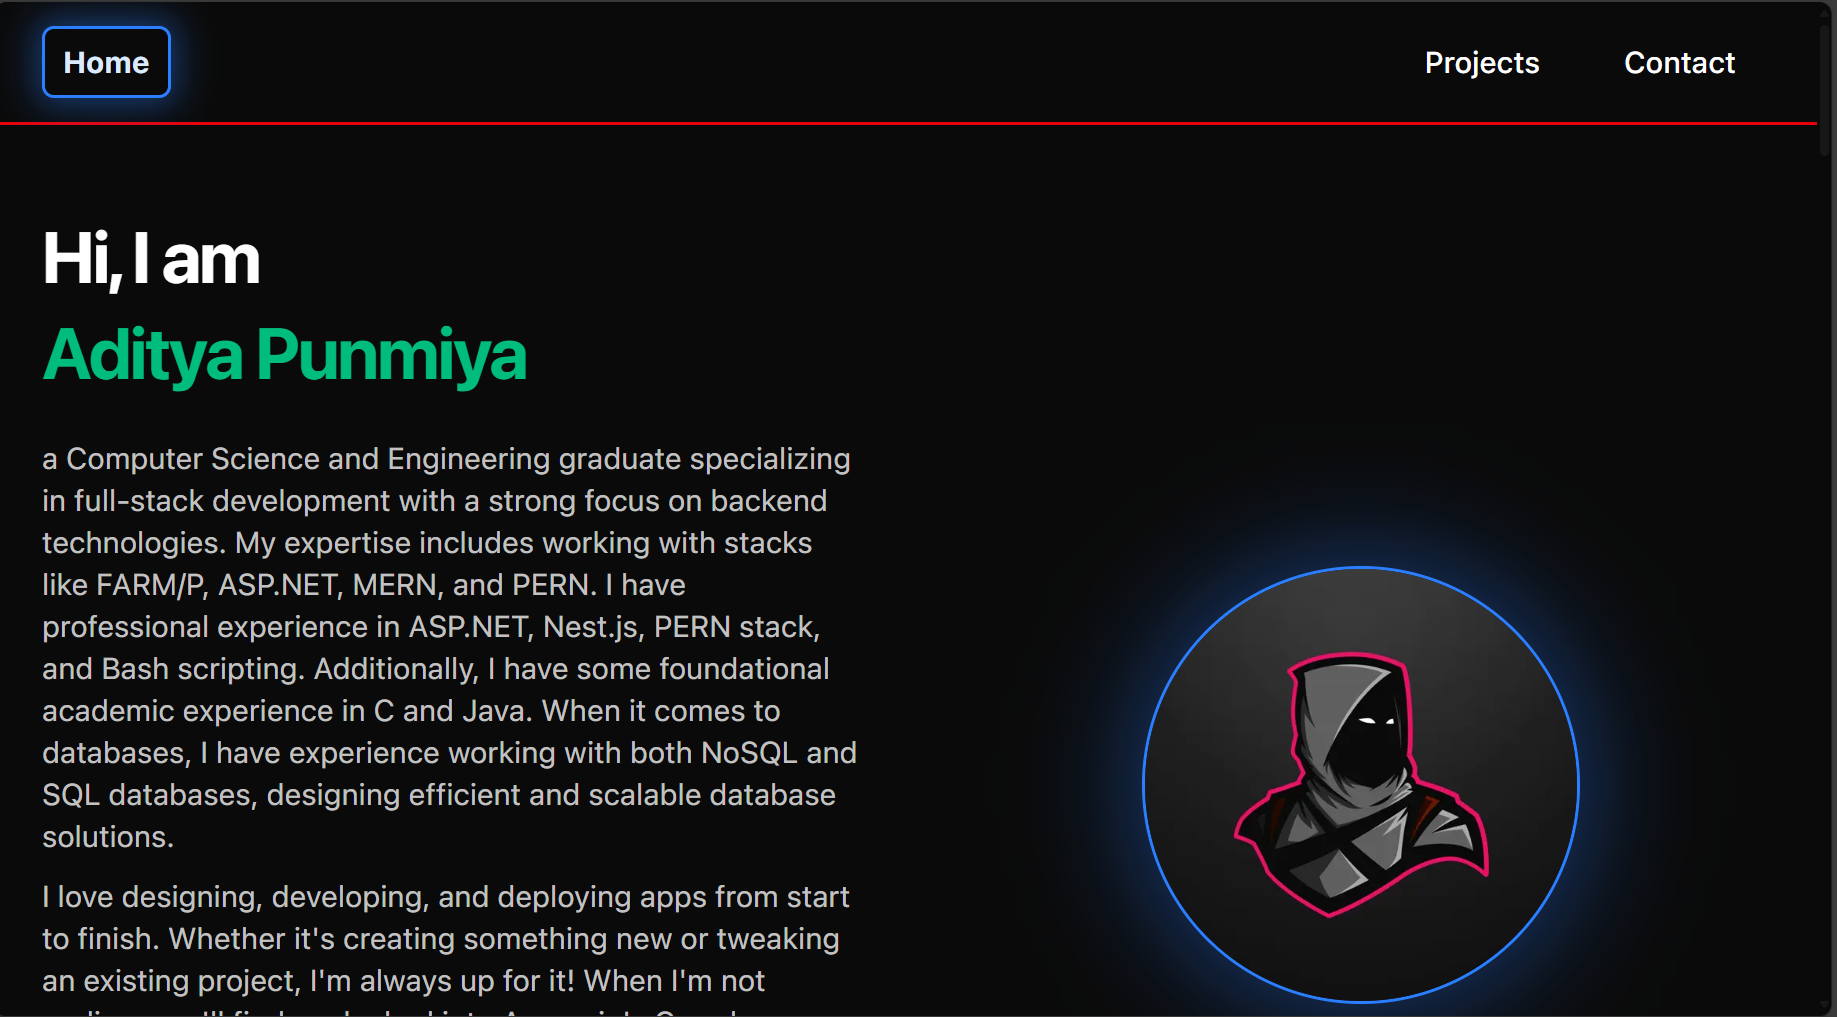 Home
Projects
Contact
Hi, I am
Aditya Punmiya
a Computer Science and Engineering graduate specializing
in full-stack development with a strong focus on backend
technologies. My expertise includes working with stacks
like FARM/P, ASP.NET, MERN, and PERN. I have
professional experience in ASP.NET, Nest.js, PERN stack,
and Bash scripting. Additionally, I have some foundational
academic experience in C and Java. When it comes to
databases, I have experience working with both NoSQL and
SQL databases, designing efficient and scalable database
solutions.
I love designing, developing, and deploying apps from start
to finish. Whether it's creating something new or tweaking
an existing project, I'm always up for it! When I'm not